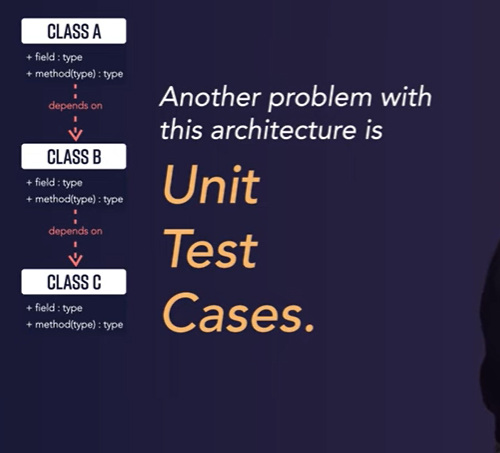 CLASS A
+ field : type
+ method(type) : type
depends on
CLASS B
+ field : type
+ method(type) : type
depends on
CLASS C
+ field : type
+ method(type) : type
Another problem with
this architecture is
Unit
Test
Cases.